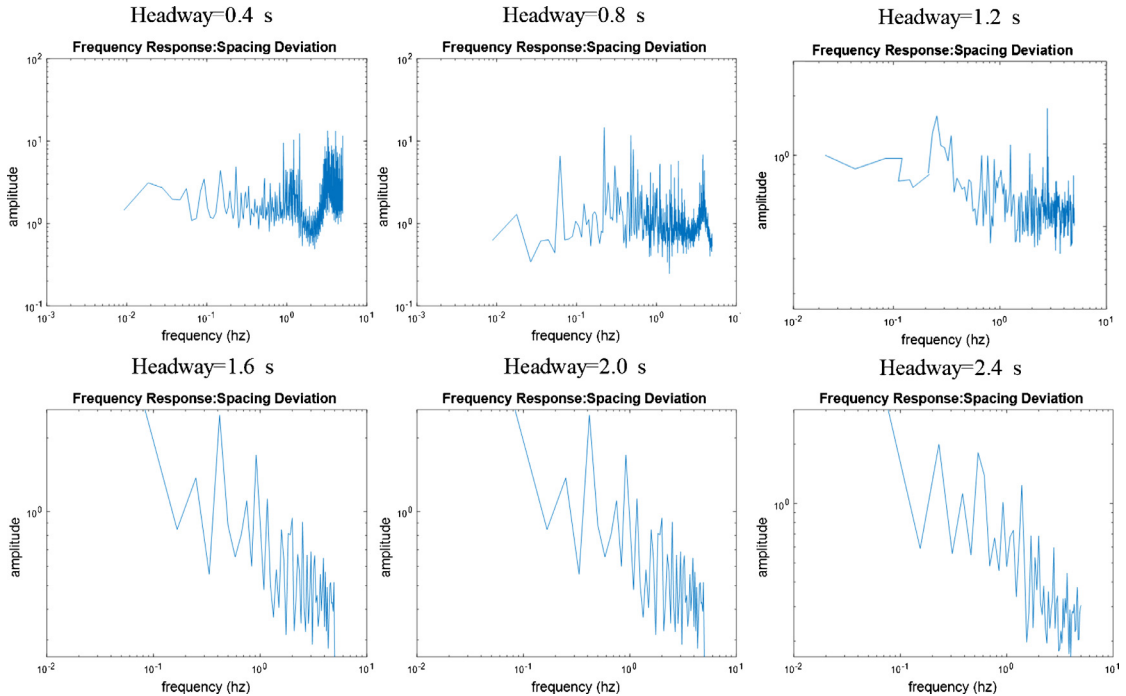 Headway=0.4 s
Frequency Response:Spacing Deviation
10^2
10^1
10^0
10^-1
amplitude
10^-3
10^-2
10^-1
10^0
10^1
frequency (hz)
Headway=0.8 s
Frequency Response:Spacing Deviation
10^2
10^1
10^0
10^-1
amplitude
10^-3
10^-2
10^-1
10^0
10^1
frequency (hz)
Headway=1.2 s
Frequency Response:Spacing Deviation
10^0
amplitude
10^-2
10^-1
10^0
10^1
frequency (hz)
Headway=1.6 s
Frequency Response:Spacing Deviation
10^0
amplitude
10^-2
10^-1
10^0
10^1
frequency (hz)
Headway=2.0 s
Frequency Response:Spacing Deviation
10^0
amplitude
10^-2
10^-1
10^0
10^1
frequency (hz)
Headway=2.4 s
Frequency Response:Spacing Deviation
10^0
amplitude
10^-2
10^-1
10^0
10^1
frequency (hz)